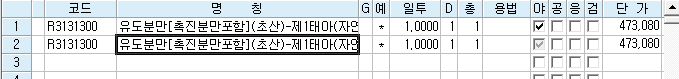 코드 명 칭 G 예 일투 D 총 용법 야 공 응 검 단 가
1 R3131300 유도분만[촉진분만포함](초산)-제1태아(자연 * 1,0000 1 1 473,080
2 R3131300 유도분만[촉진분만포함](초산)-제1태아(자연 * 1,0000 1 1 473,080
3